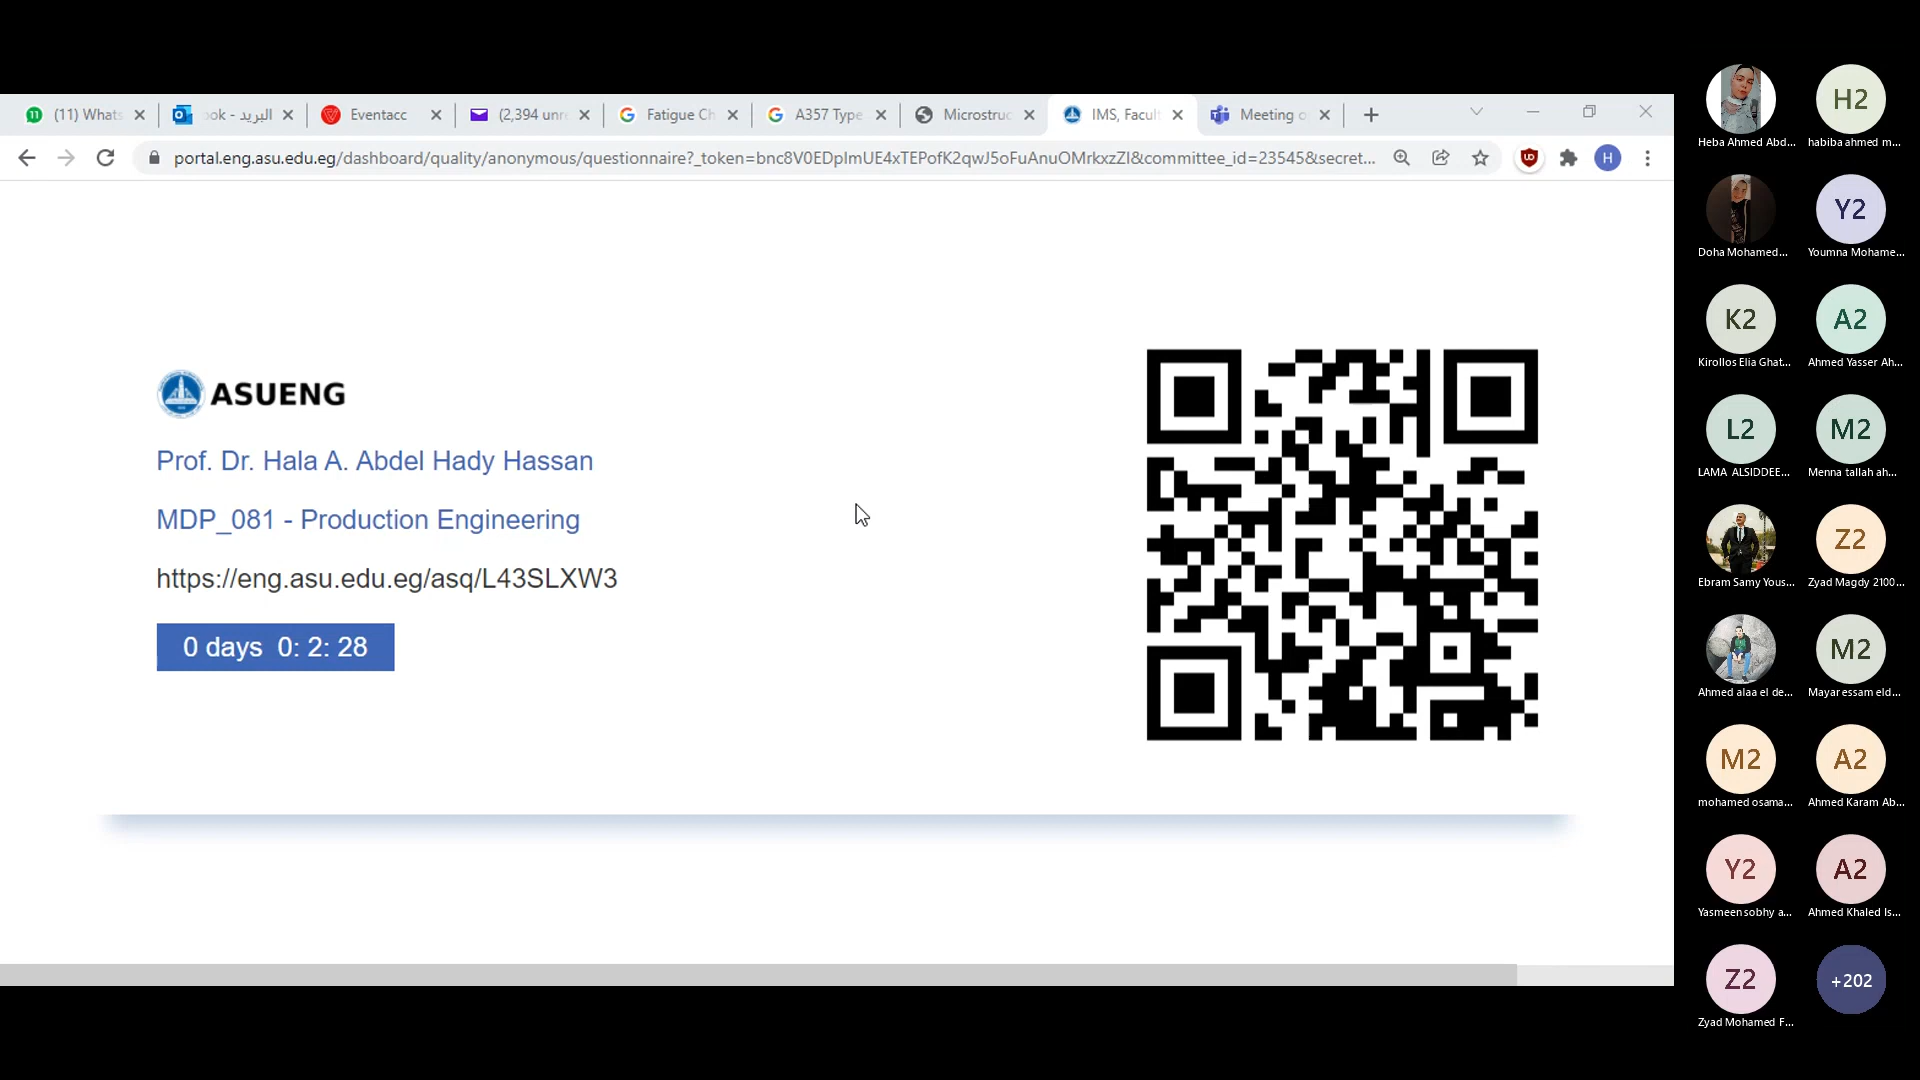 (11) Whats
ook - البريد
Eventacc
(2,394 unr
Fatigue Ch
A357 Type
Microstruc
IMS, Facult
Meeting o
portal.eng.asu.edu.eg/dashboard/quality/anonymous/questionnaire?_token=bnc8V0EDpImUE4xTEPofK2qwJ5oFuAnuOMrkxzZI&committee_id=23545&secret...
H
ASUENG
Prof. Dr. Hala A. Abdel Hady Hassan
MDP_081 - Production Engineering
https://eng.asu.edu.eg/asq/L43SLXW3
0 days 0: 2: 28
H2
Heba Ahmed Abd... habiba ahmed m...
Y2
Doha Mohamed... Youmna Mohame...
K2 A2
Kirollos Elia Ghat... Ahmed Yasser Ah...
L2 M2
LAMA ALSIDDEE... Menna tallah ah...
Z2
Ebram Samy Yous... Zyad Magdy 2100...
M2
Ahmed alaa el de... Mayar essam eld...
M2 A2
mohamed osama... Ahmed Karam Ab...
Y2 A2
Yasmeen sobhy a... Ahmed Khaled Is...
Z2 +202
Zyad Mohamed F...